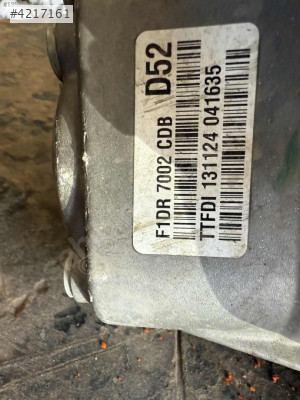 #4217161
D52
F1DR 7002 CDB
TTFDI 131124 041635